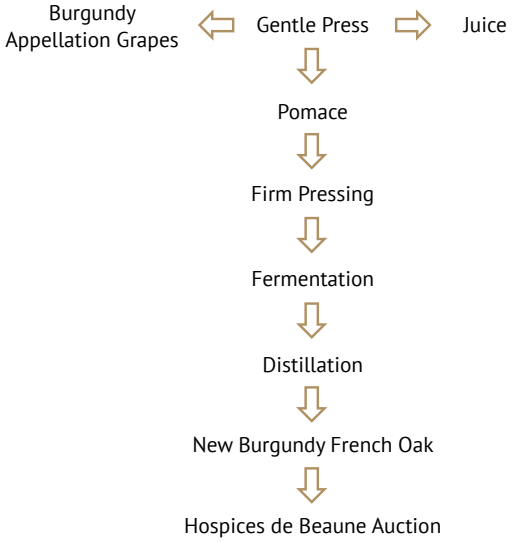 Burgundy
Appellation Grapes
Gentle Press
Juice
Pomace
Firm Pressing
Fermentation
Distillation
New Burgundy French Oak
Hospices de Beaune Auction